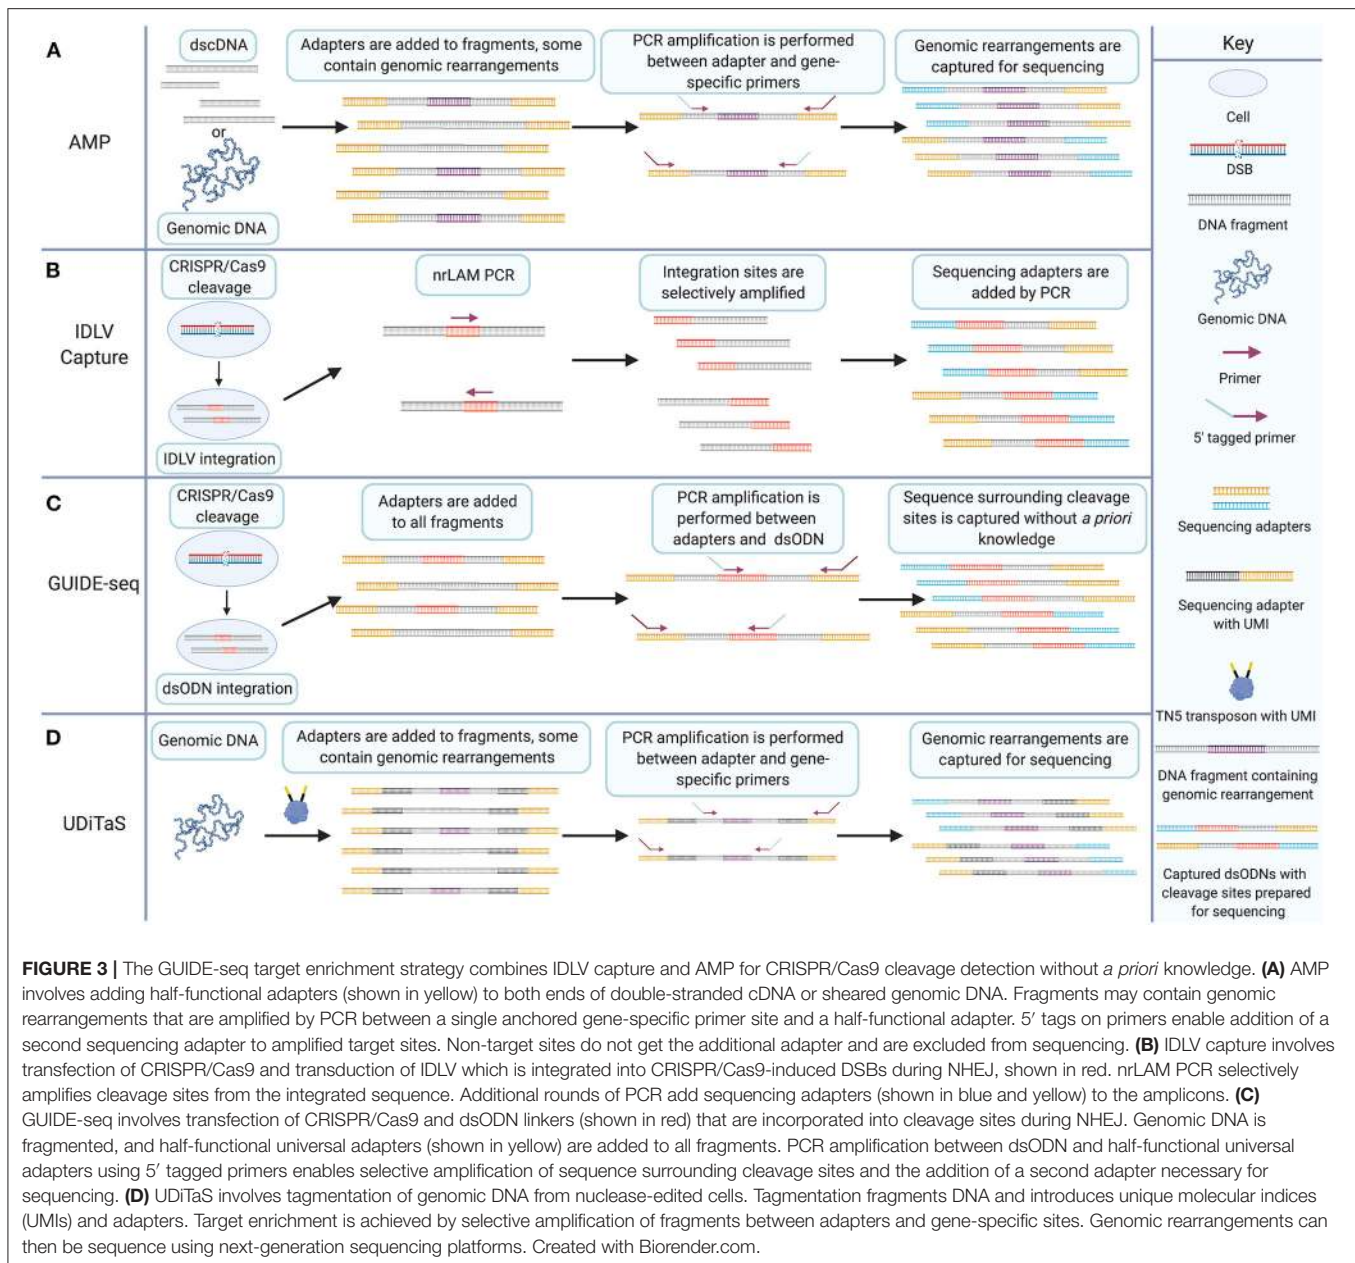 A
AMP
dscDNA
or
Genomic DNA
Adapters are added to fragments, some
contain genomic rearrangements
PCR amplification is performed
between adapter and gene-
specific primers
Genomic rearrangements are
captured for sequencing
B
IDLV
Capture
CRISPR/Cas9
cleavage
IDLV integration
nrLAM PCR
Integration sites are
selectively amplified
Sequencing adapters are
added by PCR
C
GUIDE-seq
CRISPR/Cas9
cleavage
dsODN integration
Adapters are added
to all fragments
PCR amplification is
performed between
adapters and dsODN
Sequence surrounding cleavage
sites is captured without a priori
knowledge
D
UDiTaS
Genomic DNA
Adapters are added to fragments, some
contain genomic rearrangements
PCR amplification is performed
between adapter and gene-
specific primers
Genomic rearrangements are
captured for sequencing
Key
Cell
DSB
DNA fragment
Genomic DNA
Primer
5' tagged primer
Sequencing adapters
Sequencing adapter
with UMI
TN5 transposon with UMI
DNA fragment containing
genomic rearrangement
Captured dsODNs with
cleavage sites prepared
for sequencing
FIGURE 3 | The GUIDE-seq target enrichment strategy combines IDLV capture and AMP for CRISPR/Cas9 cleavage detection without a priori knowledge. (A) AMP
involves adding half-functional adapters (shown in yellow) to both ends of double-stranded cDNA or sheared genomic DNA. Fragments may contain genomic
rearrangements that are amplified by PCR between a single anchored gene-specific primer site and a half-functional adapter. 5′ tags on primers enable addition of a
second sequencing adapter to amplified target sites. Non-target sites do not get the additional adapter and are excluded from sequencing. (B) IDLV capture involves
transfection of CRISPR/Cas9 and transduction of IDLV which is integrated into CRISPR/Cas9-induced DSBs during NHEJ, shown in red. nrLAM PCR selectively
amplifies cleavage sites from the integrated sequence. Additional rounds of PCR add sequencing adapters (shown in blue and yellow) to the amplicons. (C)
GUIDE-seq involves transfection of CRISPR/Cas9 and dsODN linkers (shown in red) that are incorporated into cleavage sites during NHEJ. Genomic DNA is
fragmented, and half-functional universal adapters (shown in yellow) are added to all fragments. PCR amplification between dsODN and half-functional universal
adapters using 5′ tagged primers enables selective amplification of sequence surrounding cleavage sites and the addition of a second adapter necessary for
sequencing. (D) UDiTaS involves tagmentation of genomic DNA from nuclease-edited cells. Tagmentation fragments DNA and introduces unique molecular indices
(UMIs) and adapters. Target enrichment is achieved by selective amplification of fragments between adapters and gene-specific sites. Genomic rearrangements can
then be sequence using next-generation sequencing platforms. Created with Biorender.com.